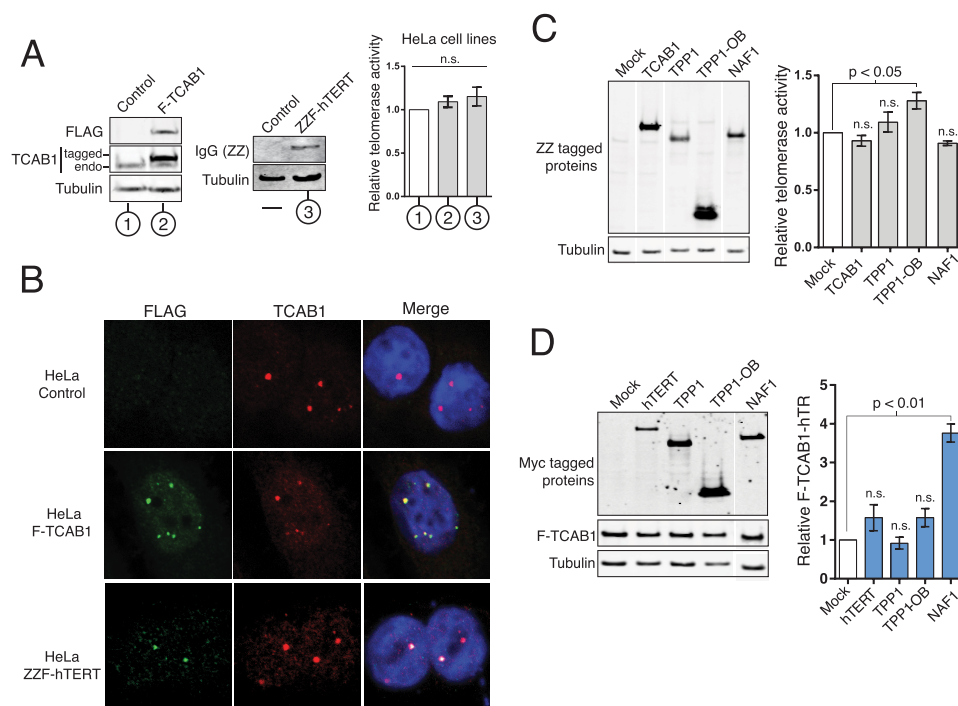 A
Control
F-TCAB1
FLAG
TCAB1
tagged
endo
Tubulin
1
2
Control
ZZF-hTERT
IgG (ZZ)
Tubulin
3
HeLa cell lines
n.s.
Relative telomerase activity
1.5
1.0
0.5
0.0
1
2
3
B
FLAG
TCAB1
Merge
HeLa
Control
HeLa
F-TCAB1
HeLa
ZZF-hTERT
C
Mock
TCAB1
TPP1
TPP1-OB
NAF1
ZZ tagged
proteins
Tubulin
Relative telomerase activity
1.5
1.0
0.5
0.0
p < 0.05
n.s.
n.s.
n.s.
Mock
TCAB1
TPP1
TPP1-OB
NAF1
D
Mock
hTERT
TPP1
TPP1-OB
NAF1
Myc tagged
proteins
F-TCAB1
Tubulin
Relative F-TCAB1-hTR
5
4
3
2
1
0
p < 0.01
n.s.
n.s.
n.s.
Mock
hTERT
TPP1
TPP1-OB
NAF1